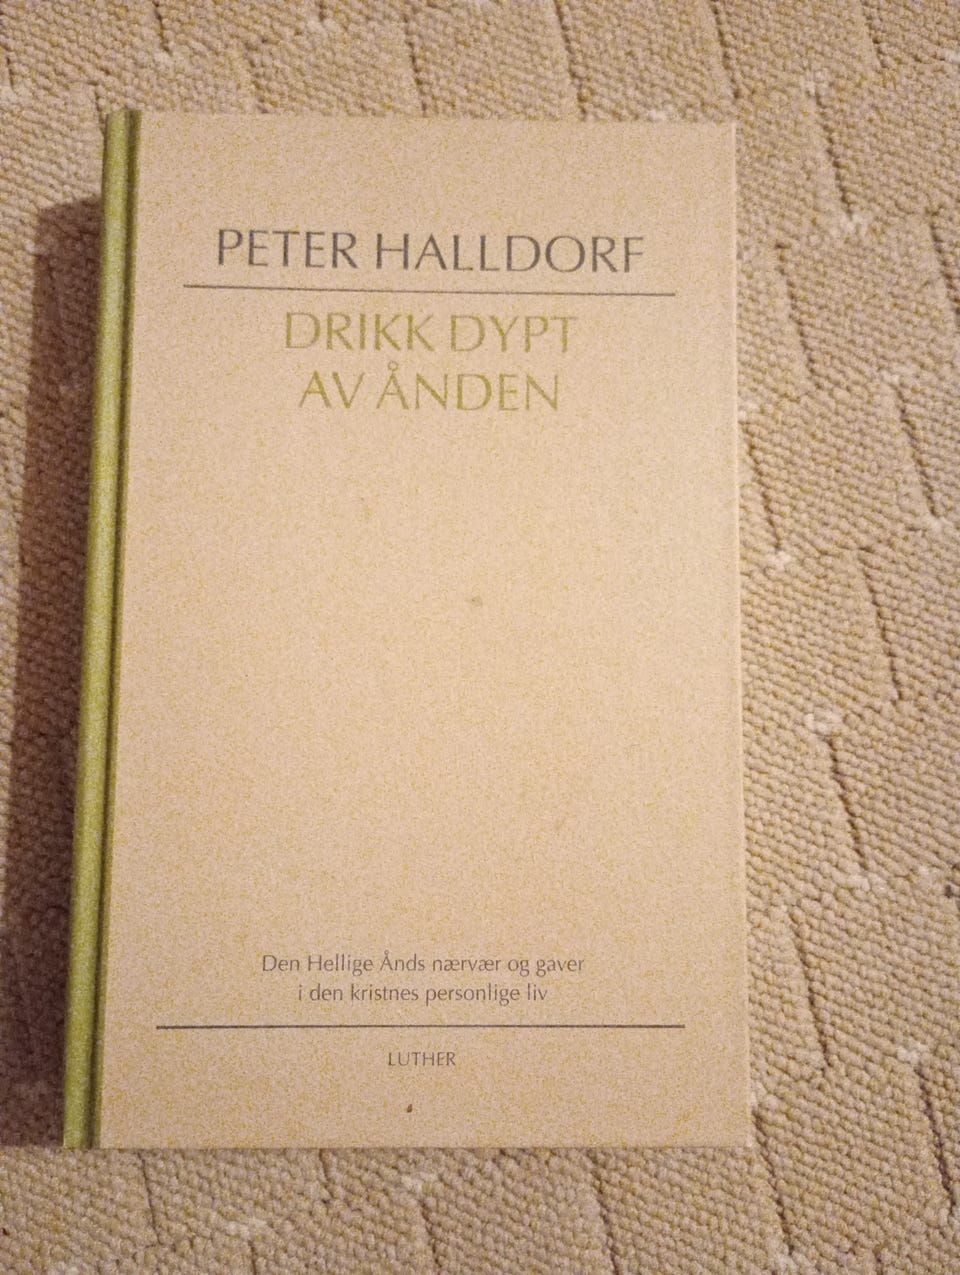 PETER HALLDORF
DRIKK DYPT
AV ÅNDEN
Den Hellige Ånds nærvær og gaver
i den kristnes personlige liv
LUTHER